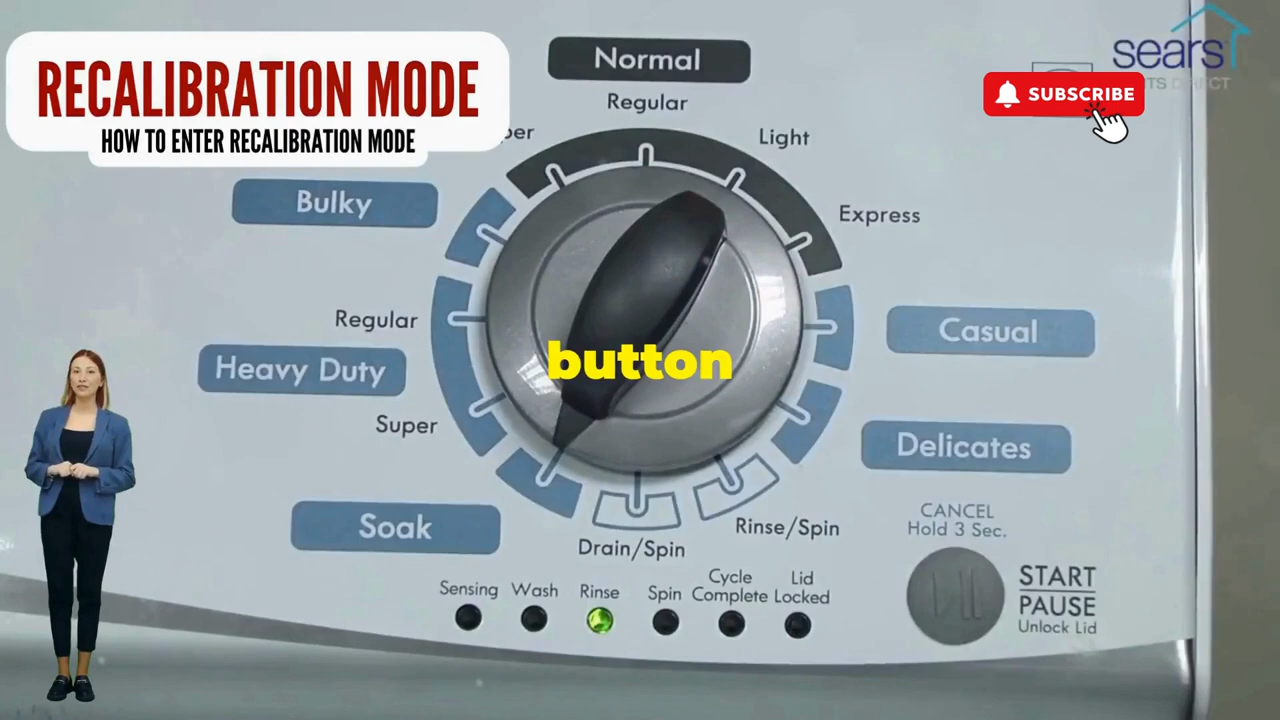 RECALIBRATION MODE
HOW TO ENTER RECALIBRATION MODE
sears
SUBSCRIBE
DIRECT
Normal
Regular
Light
Express
Bulky
Regular
Heavy Duty
Super
Soak
button
Casual
Delicates
Rinse/Spin
Drain/Spin
Sensing
Wash
Rinse
Spin
Cycle
Complete
Lid
Locked
CANCEL
Hold 3 Sec.
START
PAUSE
Unlock Lid